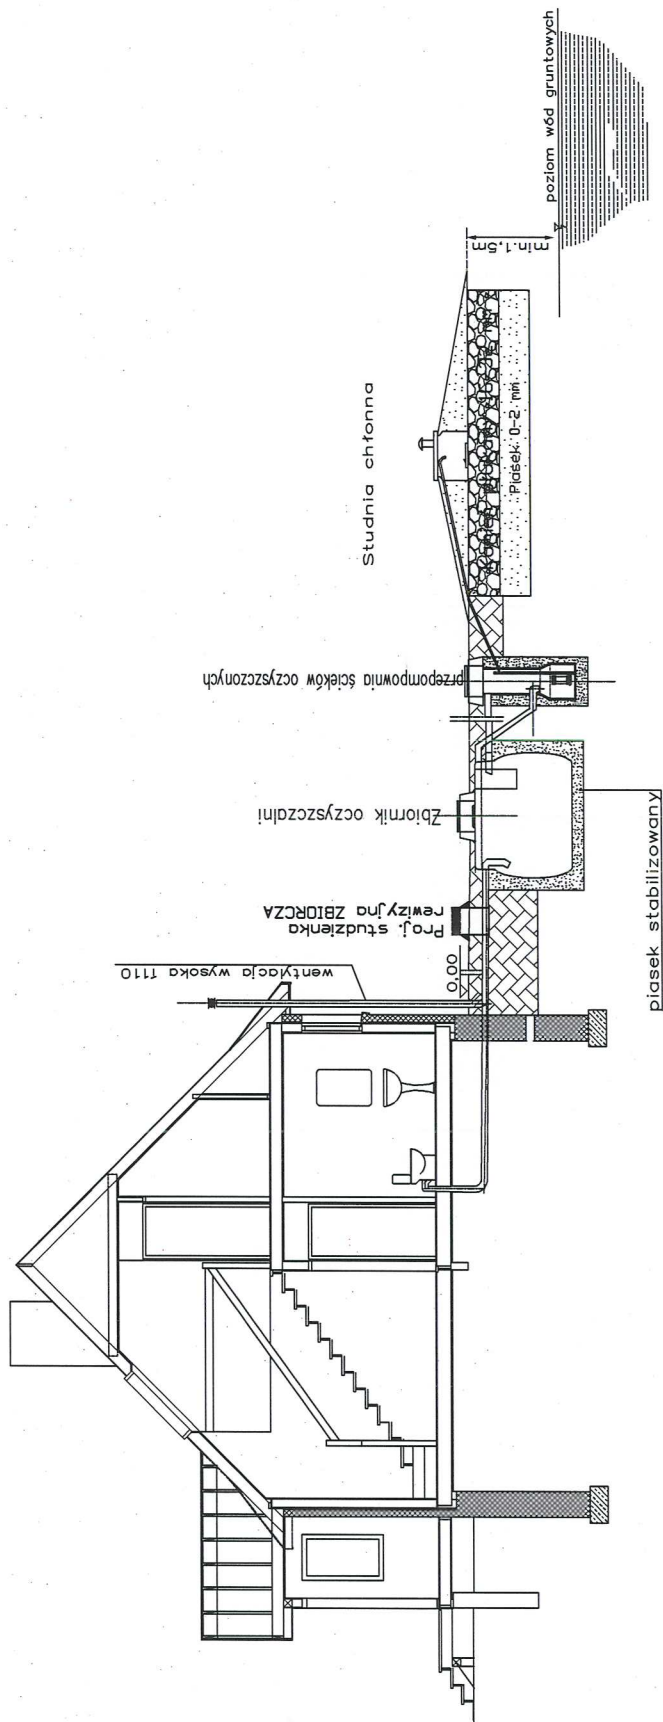 wentylacja wysoka f110
0,00
Proj. studzienka
rewizyjna ZBIORCZA
Zbiornik oczyszczalni
piasek stabilizowany
przepompownia ścieków oczyszczonych
Studnia chłonna
Piasek 0-2 mm
min.1,5m
poziom wód gruntowych